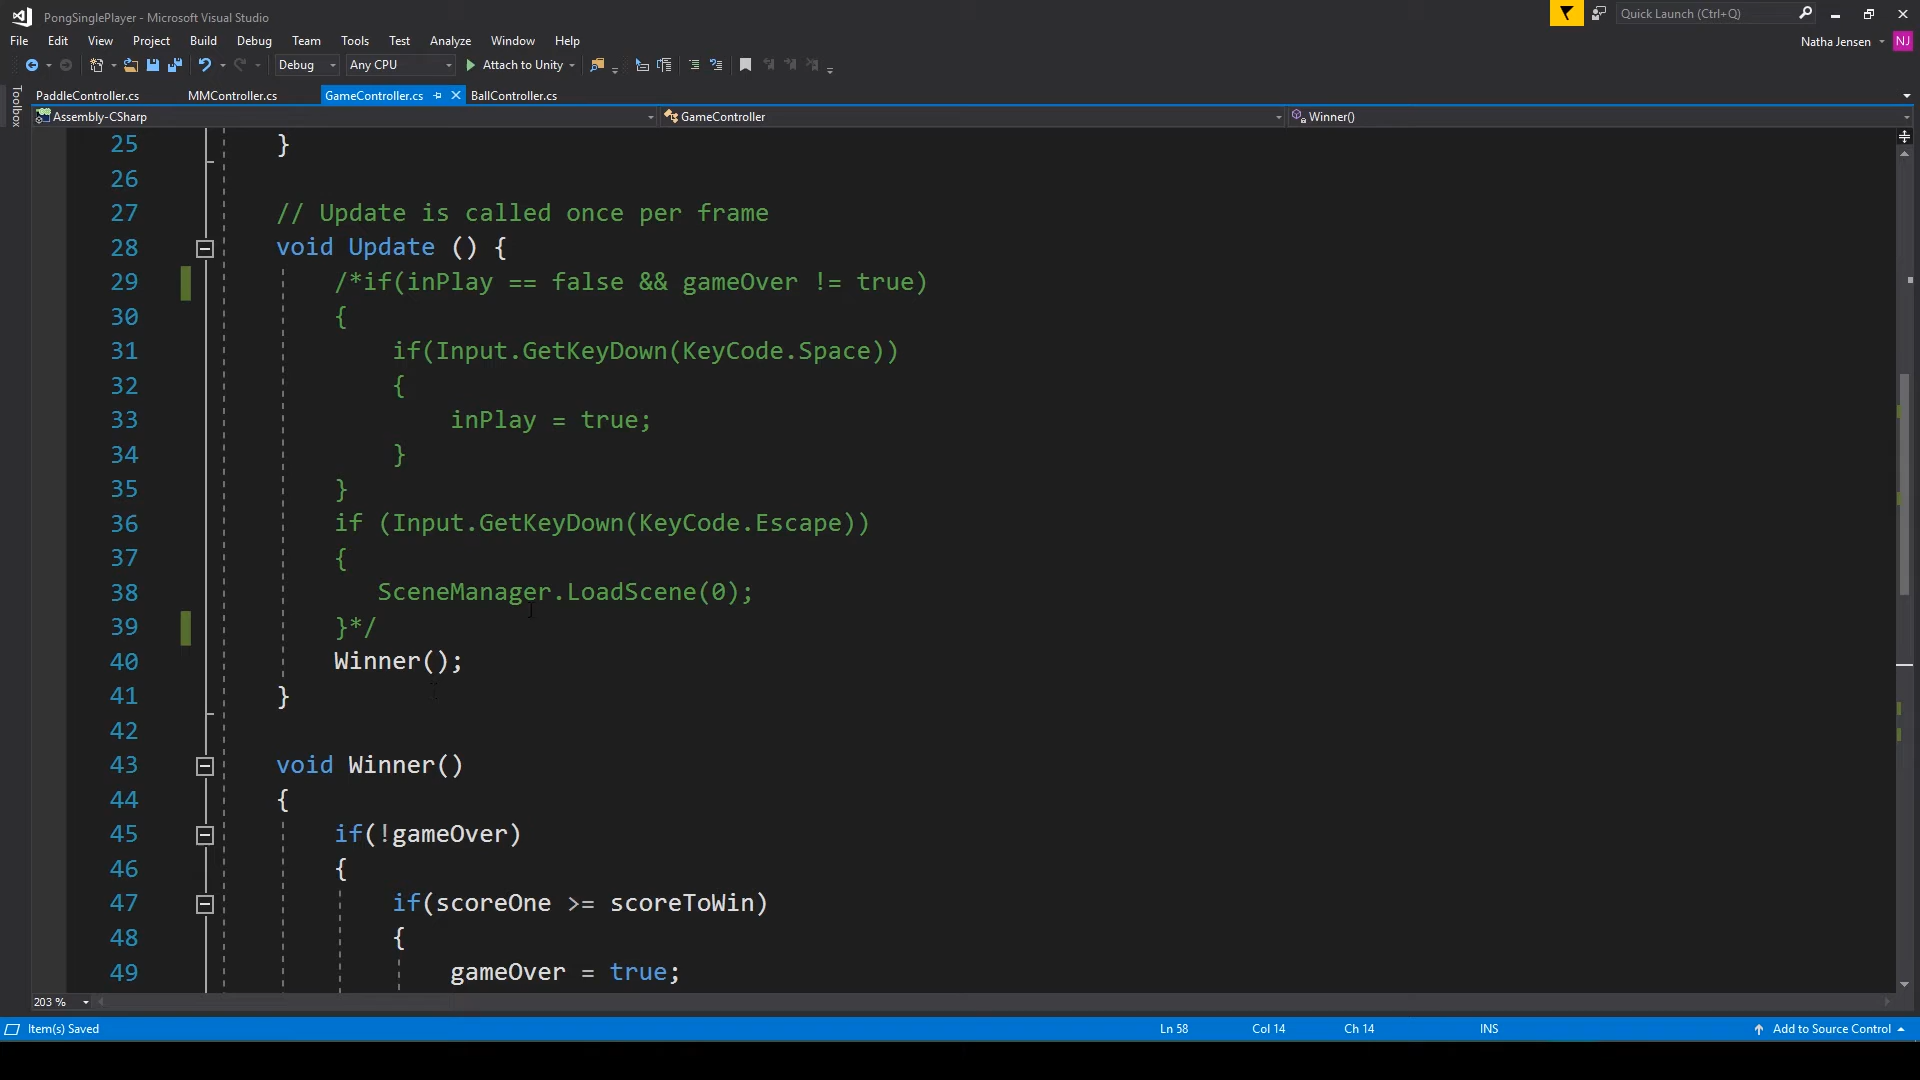 PongSinglePlayer - Microsoft Visual Studio
Quick Launch (Ctrl+Q)
File Edit View Project Build Debug Team Tools Test Analyze Window Help
Natha Jensen NJ
Debug Any CPU Attach to Unity
Toolbox
PaddleController.cs MMController.cs GameController.cs BallController.cs
Assembly-CSharp GameController Winner()
25 }
26
27 // Update is called once per frame
28 void Update () {
29 /*if(inPlay == false && gameOver != true)
30 {
31 if(Input.GetKeyDown(KeyCode.Space))
32 {
33 inPlay = true;
34 }
35 }
36 if (Input.GetKeyDown(KeyCode.Escape))
37 {
38 SceneManager.LoadScene(0);
39 }*/
40 Winner();
41 }
42
43 void Winner()
44 {
45 if(!gameOver)
46 {
47 if(scoreOne >= scoreToWin)
48 {
49 gameOver = true;
203 %
Item(s) Saved Ln 58 Col 14 Ch 14 INS Add to Source Control